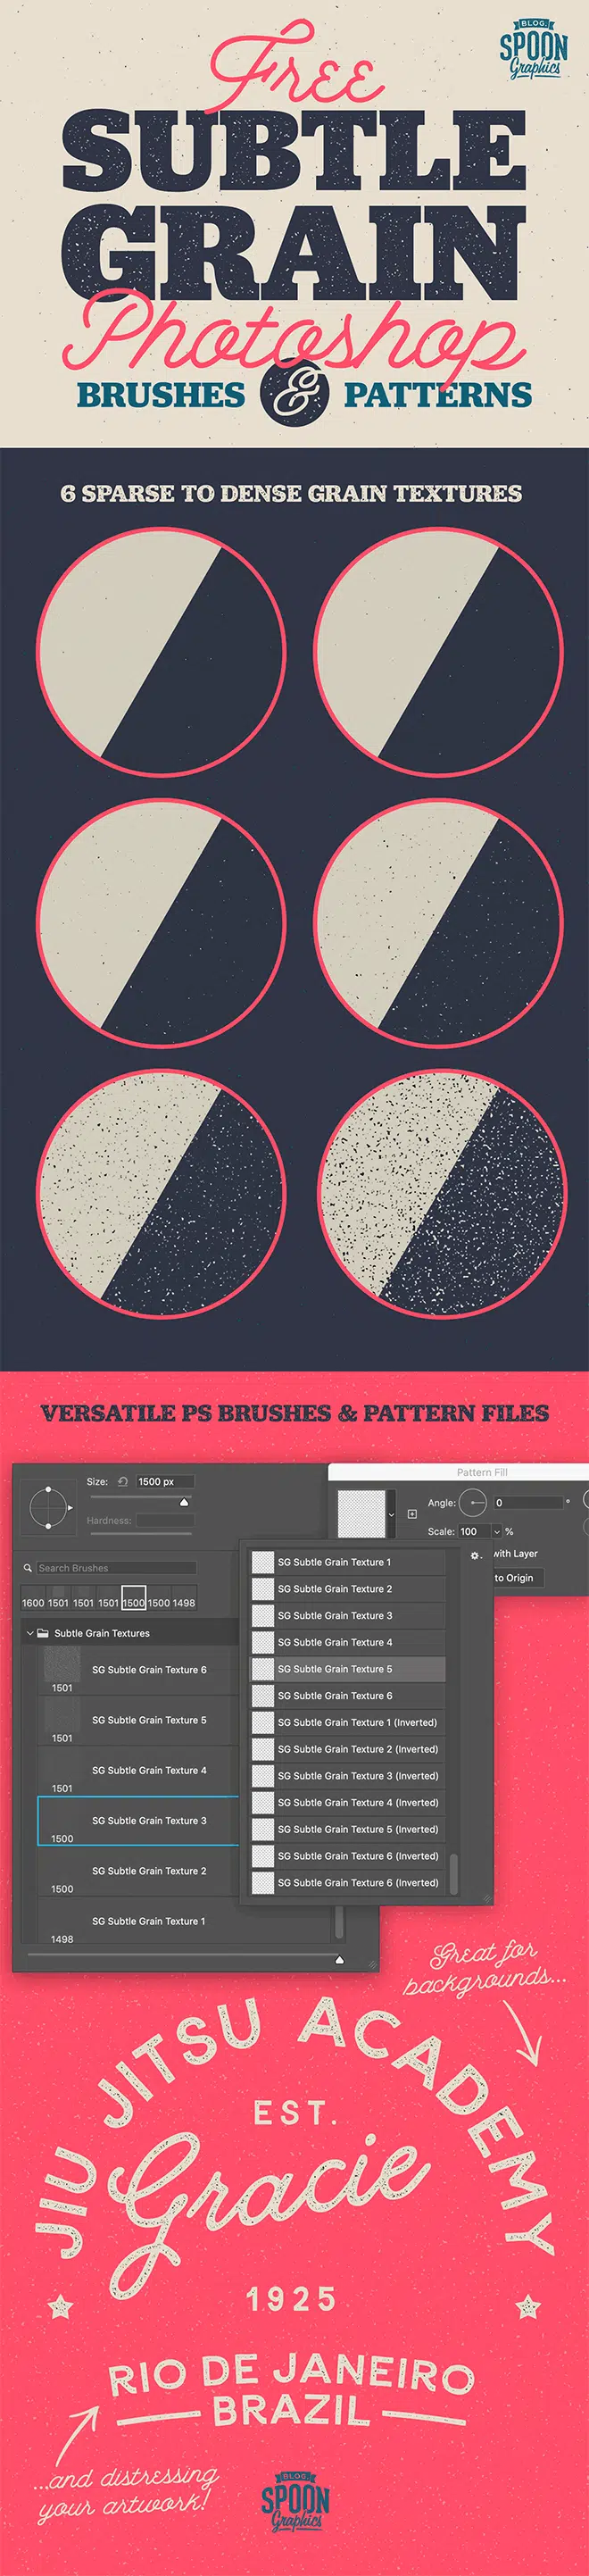 BLOG.
SPOON
Graphics
Free
SUBTLE
GRAIN
Photoshop
BRUSHES & PATTERNS
6 SPARSE TO DENSE GRAIN TEXTURES
VERSATILE PS BRUSHES & PATTERN FILES
Size: 1500 px
Hardness:
Search Brushes
1600 1501 1501 1501 1500 1500 1498
Subtle Grain Textures
SG Subtle Grain Texture 6
1501
SG Subtle Grain Texture 5
1501
SG Subtle Grain Texture 4
1501
SG Subtle Grain Texture 3
1500
SG Subtle Grain Texture 2
1500
SG Subtle Grain Texture 1
1498
Pattern Fill
Angle: 0 °
Scale: 100 %
with Layer
to Origin
SG Subtle Grain Texture 1
SG Subtle Grain Texture 2
SG Subtle Grain Texture 3
SG Subtle Grain Texture 4
SG Subtle Grain Texture 5
SG Subtle Grain Texture 6
SG Subtle Grain Texture 1 (Inverted)
SG Subtle Grain Texture 2 (Inverted)
SG Subtle Grain Texture 3 (Inverted)
SG Subtle Grain Texture 4 (Inverted)
SG Subtle Grain Texture 5 (Inverted)
SG Subtle Grain Texture 6 (Inverted)
SG Subtle Grain Texture 6 (Inverted)
Great for
backgrounds...
JIU JITSU ACADEMY
EST.
Gracie
1925
RIO DE JANEIRO
BRAZIL
...and distressing
your artwork!
BLOG.
SPOON
Graphics